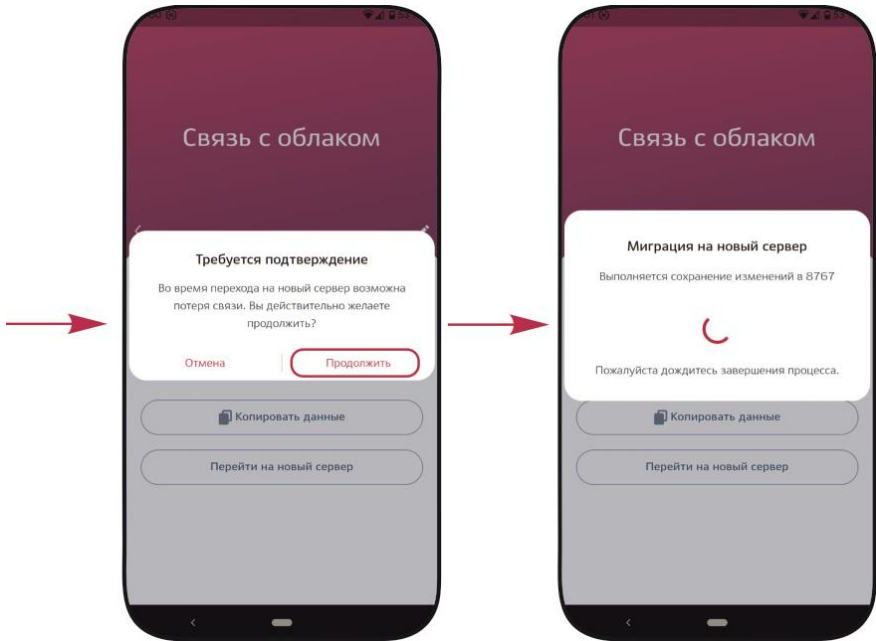 Связь с облаком
Требуется подтверждение
Во время перехода на новый сервер возможна
потеря связи. Вы действительно желаете
продолжить?
Отмена
Продолжить
Копировать данные
Перейти на новый сервер
Связь с облаком
Миграция на новый сервер
Выполняется сохранение изменений в 8767
Пожалуйста дождитесь завершения процесса.
Копировать данные
Перейти на новый сервер